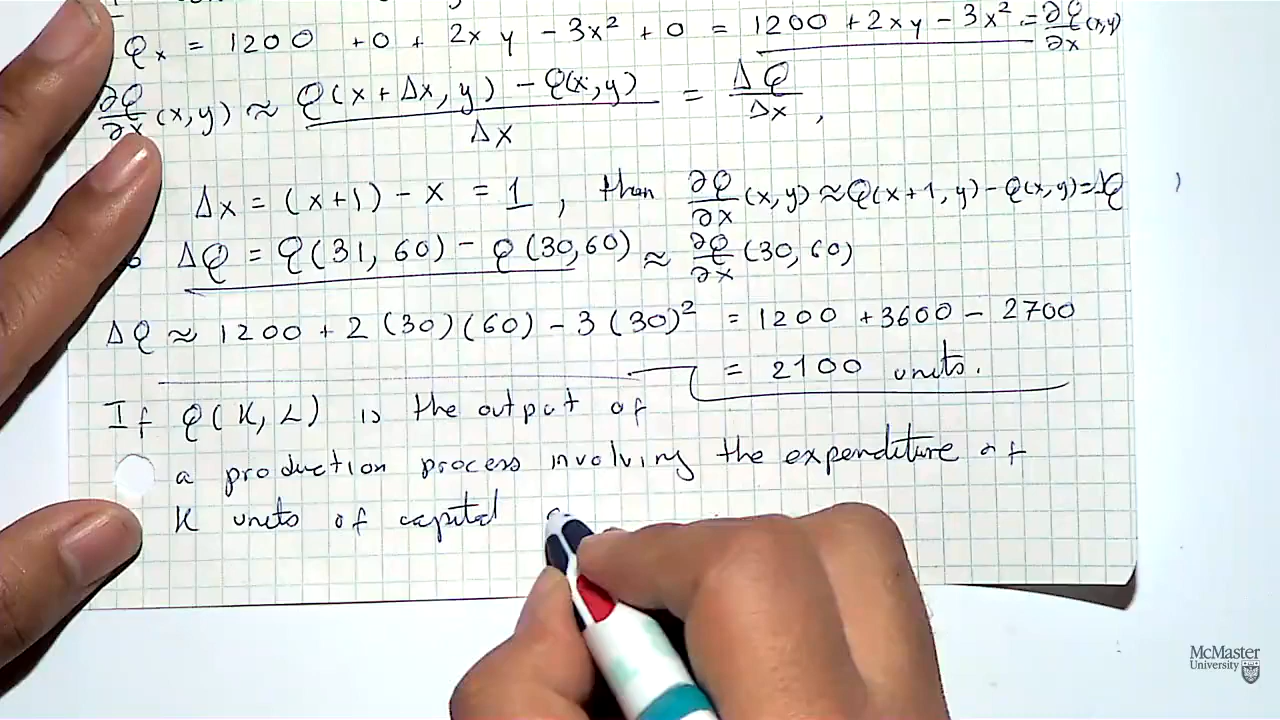 Q_x = 1200 + 0 + 2xy - 3x² + 0 = 1200 + 2xy - 3x² = ∂Q/∂x (x,y)
∂Q/∂x (x, y) ≈ Q(x + Δx, y) - Q(x, y) / Δx = ΔQ/Δx ,
Δx = (x+1) - x = 1 , then ∂Q/∂x (x, y) ≈ Q(x+1, y) - Q(x, y) = ΔQ ,
ΔQ = Q(31, 60) - Q(30, 60) ≈ ∂Q/∂x (30, 60)
ΔQ ≈ 1200 + 2 (30) (60) - 3 (30)² = 1200 + 3600 - 2700
= 2100 units.
If Q(K, L) is the output of
a production process involving the expenditure of
K units of capital
McMaster
University